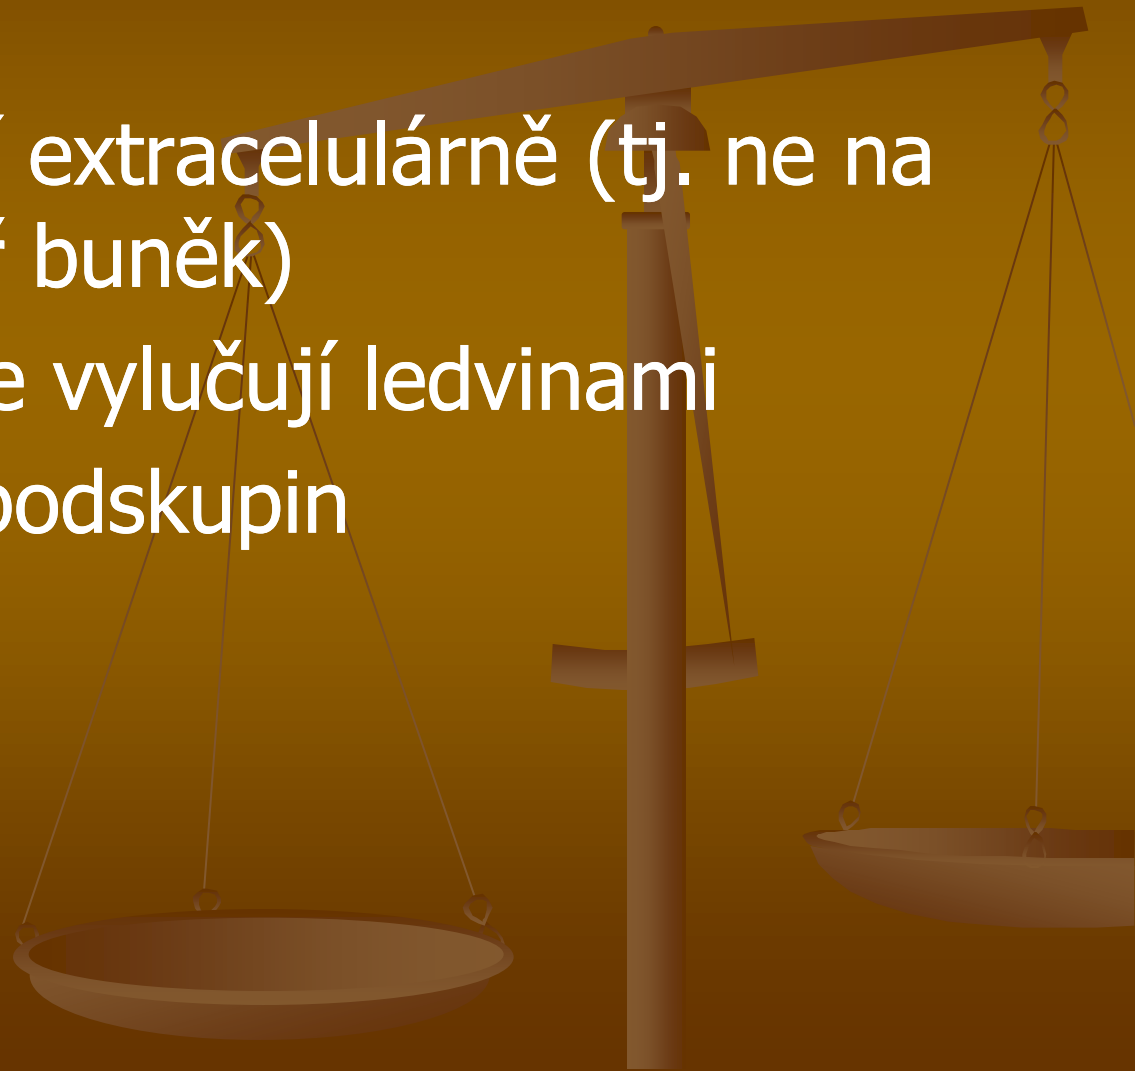 extracelulárně (tj. ne na
buněk)
vylučují ledvinami
podskupin